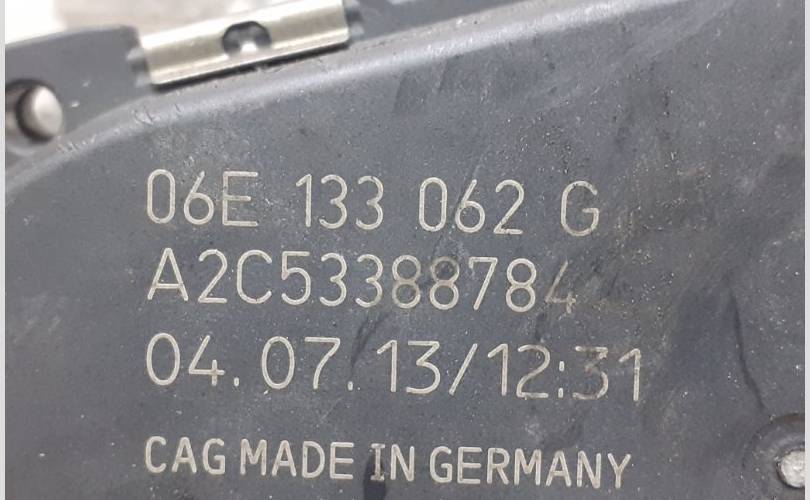 06E 133 062 G
A2C53388784
04.07.13/12:31
CAG MADE IN GERMANY